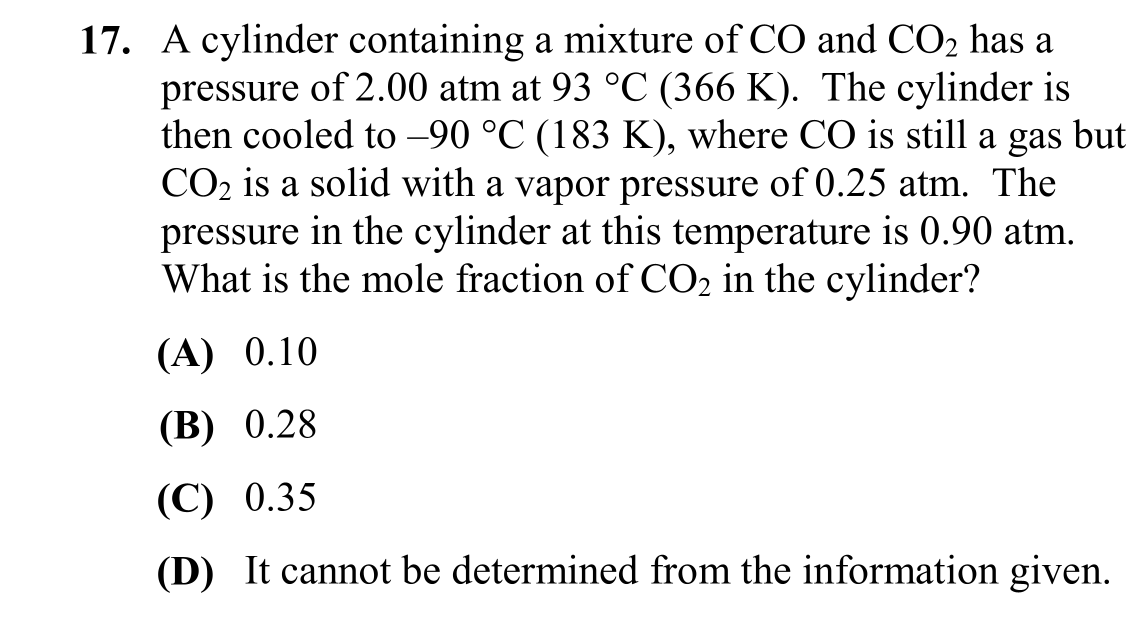 17. A cylinder containing a mixture of CO and CO₂ has a
pressure of 2.00 atm at 93 °C (366 K). The cylinder is
then cooled to –90 °C (183 K), where CO is still a gas but
CO₂ is a solid with a vapor pressure of 0.25 atm. The
pressure in the cylinder at this temperature is 0.90 atm.
What is the mole fraction of CO₂ in the cylinder?
(A) 0.10
(B) 0.28
(C) 0.35
(D) It cannot be determined from the information given.